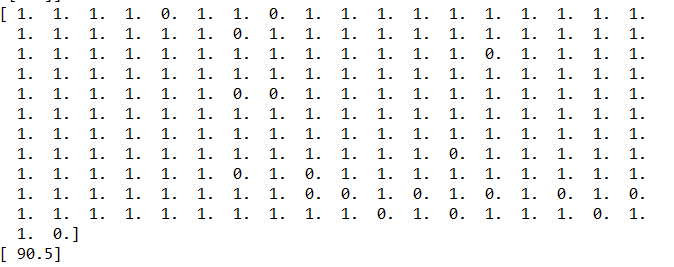 [ 1. 1. 1. 1. 0. 1. 1. 0. 1. 1. 1. 1. 1. 1. 1. 1. 1. 1.
1. 1. 1. 1. 1. 1. 0. 1. 1. 1. 1. 1. 1. 1. 1. 1. 1. 1.
1. 1. 1. 1. 1. 1. 1. 1. 1. 1. 1. 1. 1. 0. 1. 1. 1. 1.
1. 1. 1. 1. 1. 1. 1. 1. 1. 1. 1. 1. 1. 1. 1. 1. 1. 1.
1. 1. 1. 1. 1. 1. 0. 0. 1. 1. 1. 1. 1. 1. 1. 1. 1. 1.
1. 1. 1. 1. 1. 1. 1. 1. 1. 1. 1. 1. 1. 1. 1. 1. 1. 1.
1. 1. 1. 1. 1. 1. 1. 1. 1. 1. 1. 1. 1. 1. 1. 1. 1. 1.
1. 1. 1. 1. 1. 1. 1. 1. 1. 1. 1. 1. 0. 1. 1. 1. 1. 1.
1. 1. 1. 1. 1. 1. 0. 1. 0. 1. 1. 1. 1. 1. 1. 1. 1. 1.
1. 1. 1. 1. 1. 1. 1. 1. 0. 0. 1. 0. 1. 0. 1. 0. 1. 0.
1. 1. 1. 1. 1. 1. 1. 1. 1. 1. 0. 1. 0. 1. 1. 1. 0. 1.
1. 0.]
[ 90.5]